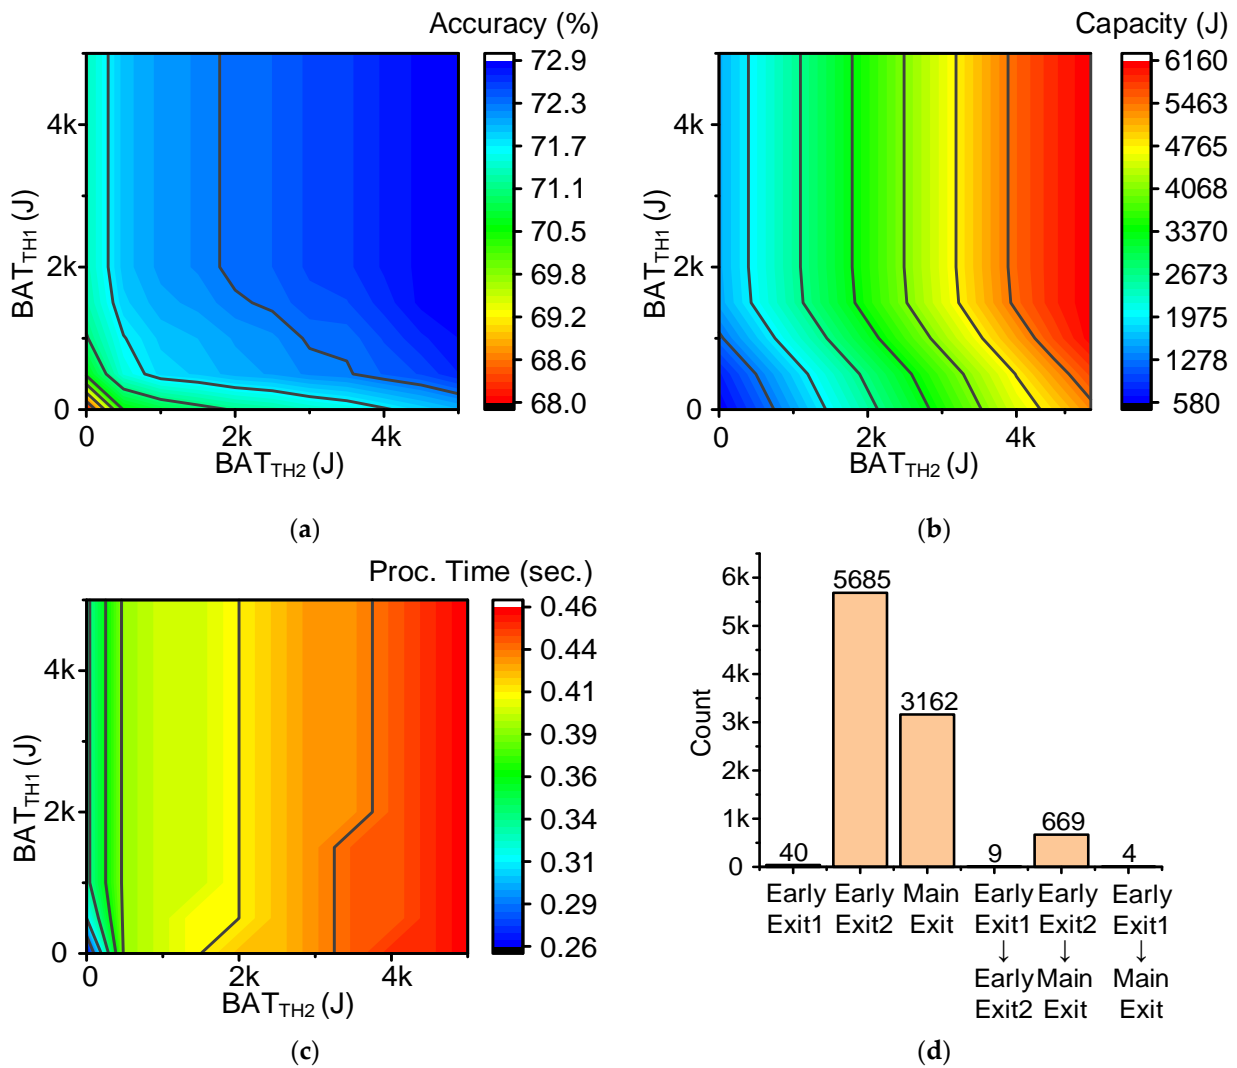 Accuracy (%)
72.9
72.3
71.7
71.1
70.5
69.8
69.2
68.6
68.0
4k
2k
0
BATTH1 (J)
0
2k
4k
BATTH2 (J)
(a)
Capacity (J)
6160
5463
4765
4068
3370
2673
1975
1278
580
4k
2k
0
BATTH1 (J)
0
2k
4k
BATTH2 (J)
(b)
Proc. Time (sec.)
0.46
0.44
0.41
0.39
0.36
0.34
0.31
0.29
0.26
4k
2k
0
BATTH1 (J)
0
2k
4k
BATTH2 (J)
(c)
6k
5k
4k
3k
2k
1k
0
Count
40
5685
3162
9
669
4
Early
Exit1
Early
Exit2
Main
Exit
Early
Exit1
↓
Early
Exit2
Early
Exit2
↓
Main
Exit
Early
Exit1
↓
Main
Exit
(d)